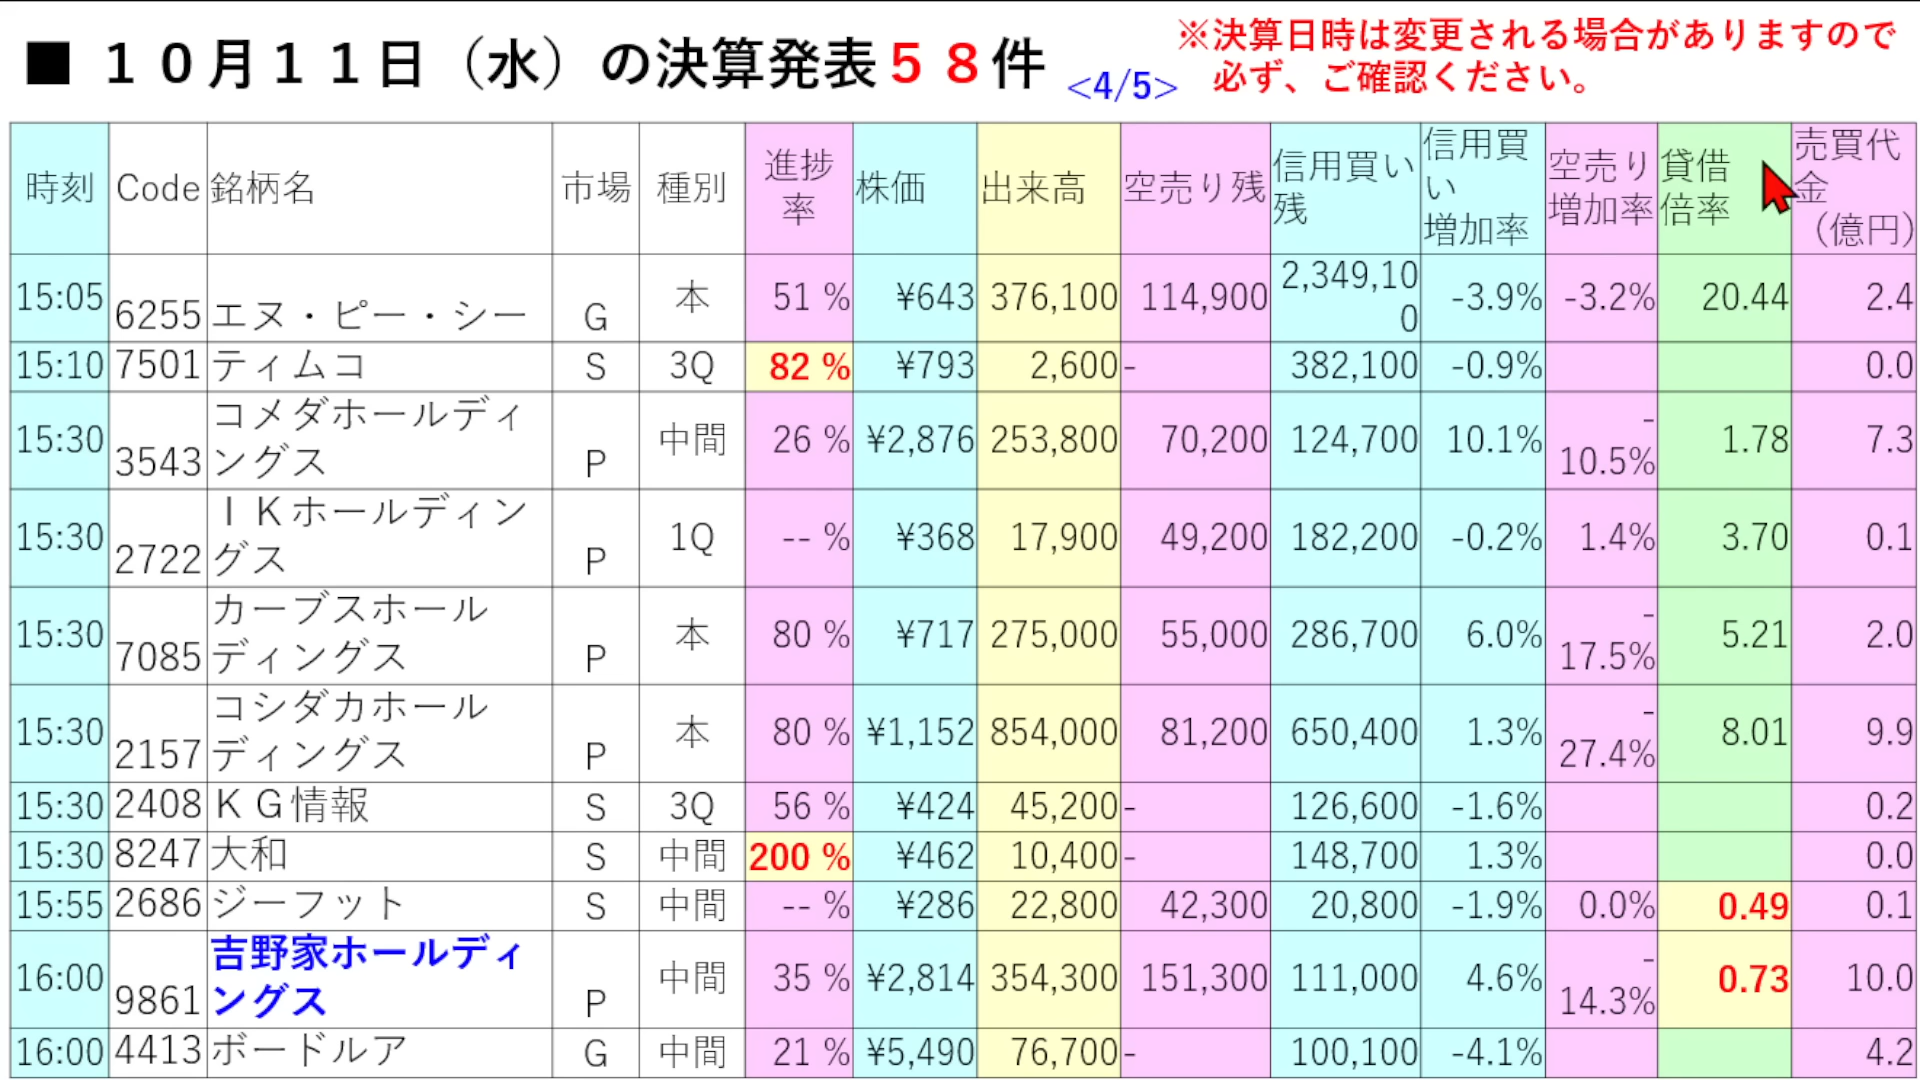 ■ １０月１１日（水）の決算発表５８件 <4/5>
※決算日時は変更される場合がありますので
必ず、ご確認ください。
時刻 Code 銘柄名 市場 種別 進捗率 株価 出来高 空売り残 信用買い残 信用買い増加率 空売り増加率 貸借倍率 売買代金（億円）
15:05 6255 エヌ・ピー・シー G 本 51 % ¥643 376,100 114,900 2,349,100 -3.9% -3.2% 20.44 2.4
15:10 7501 ティムコ S 3Q 82 % ¥793 2,600 - 382,100 -0.9% 0.0
15:30 3543 コメダホールディングス P 中間 26 % ¥2,876 253,800 70,200 124,700 10.1% -10.5% 1.78 7.3
15:30 2722 ＩＫホールディングス P 1Q -- % ¥368 17,900 49,200 182,200 -0.2% 1.4% 3.70 0.1
15:30 7085 カーブスホールディングス P 本 80 % ¥717 275,000 55,000 286,700 6.0% -17.5% 5.21 2.0
15:30 2157 コシダカホールディングス P 本 80 % ¥1,152 854,000 81,200 650,400 1.3% -27.4% 8.01 9.9
15:30 2408 ＫＧ情報 S 3Q 56 % ¥424 45,200 - 126,600 -1.6% 0.2
15:30 8247 大和 S 中間 200 % ¥462 10,400 - 148,700 1.3% 0.0
15:55 2686 ジーフット S 中間 -- % ¥286 22,800 42,300 20,800 -1.9% 0.0% 0.49 0.1
16:00 9861 吉野家ホールディングス P 中間 35 % ¥2,814 354,300 151,300 111,000 4.6% -14.3% 0.73 10.0
16:00 4413 ボードルア G 中間 21 % ¥5,490 76,700 - 100,100 -4.1% 4.2